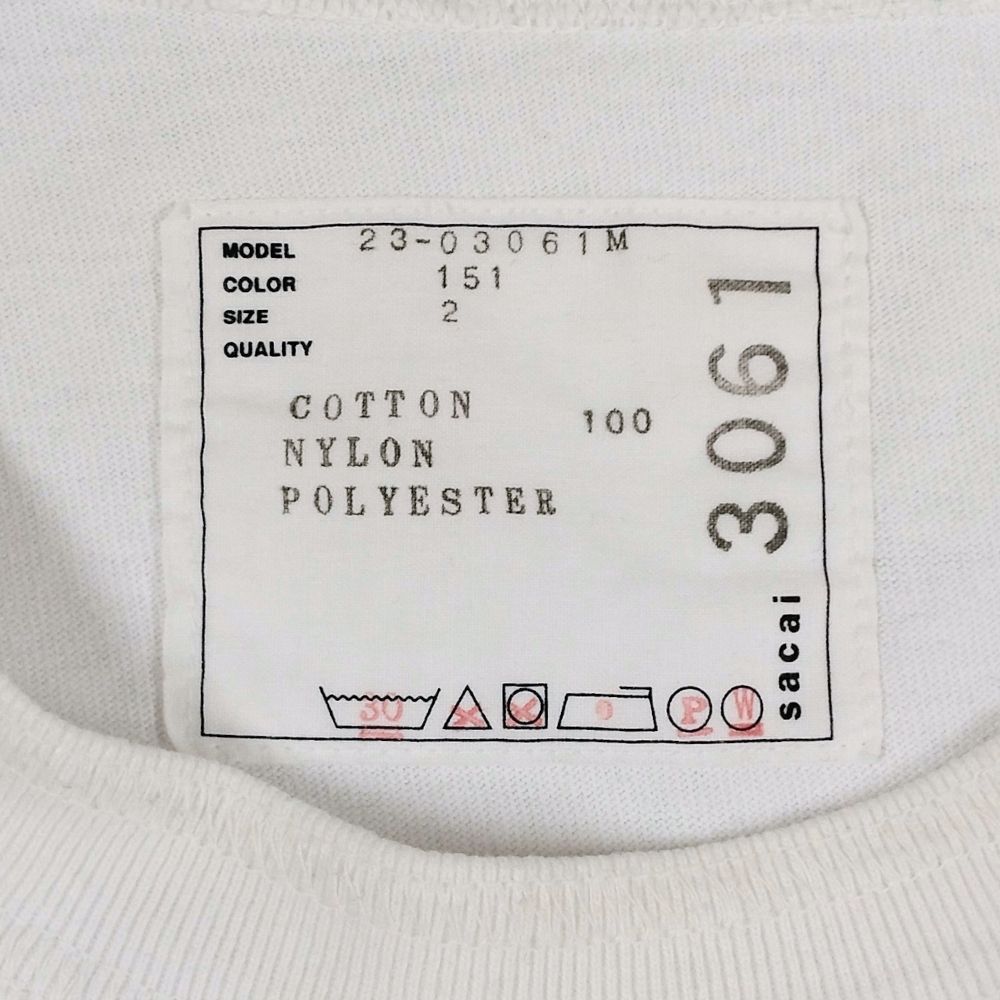 MODEL 23-03061M
COLOR 151
SIZE 2
QUALITY
COTTON 100
NYLON
POLYESTER
3061
sacai
30
P
W